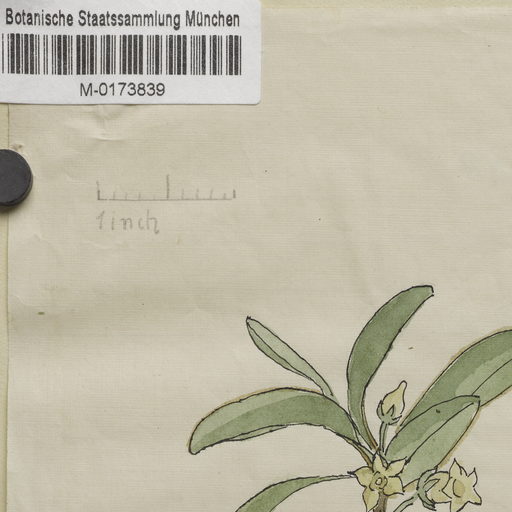 Botanische Staatssammlung München
M-0173839
1 inch